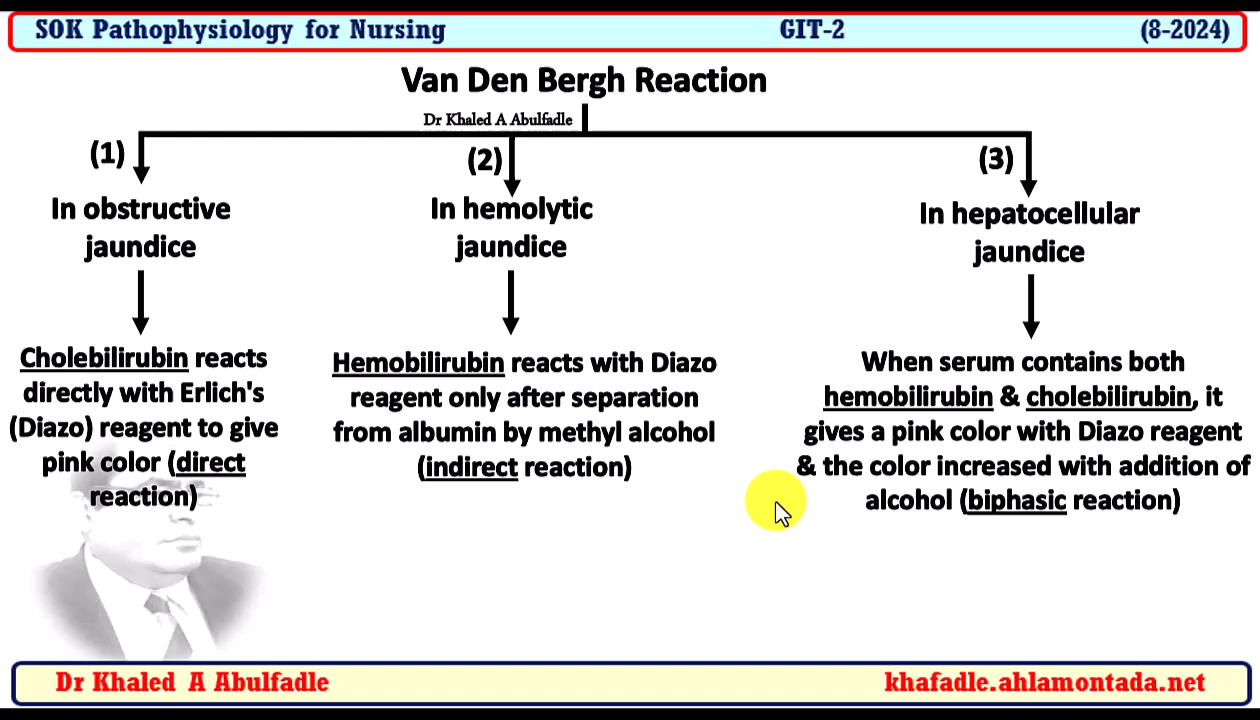 SOK Pathophysiology for Nursing GIT-2 (8-2024)
Van Den Bergh Reaction
Dr Khaled A Abulfadle
(1)
In obstructive
jaundice
Cholebilirubin reacts
directly with Erlich's
(Diazo) reagent to give
pink color (direct
reaction)
(2)
In hemolytic
jaundice
Hemobilirubin reacts with Diazo
reagent only after separation
from albumin by methyl alcohol
(indirect reaction)
(3)
In hepatocellular
jaundice
When serum contains both
hemobilirubin & cholebilirubin, it
gives a pink color with Diazo reagent
& the color increased with addition of
alcohol (biphasic reaction)
Dr Khaled A Abulfadle khafadle.ahlamontada.net